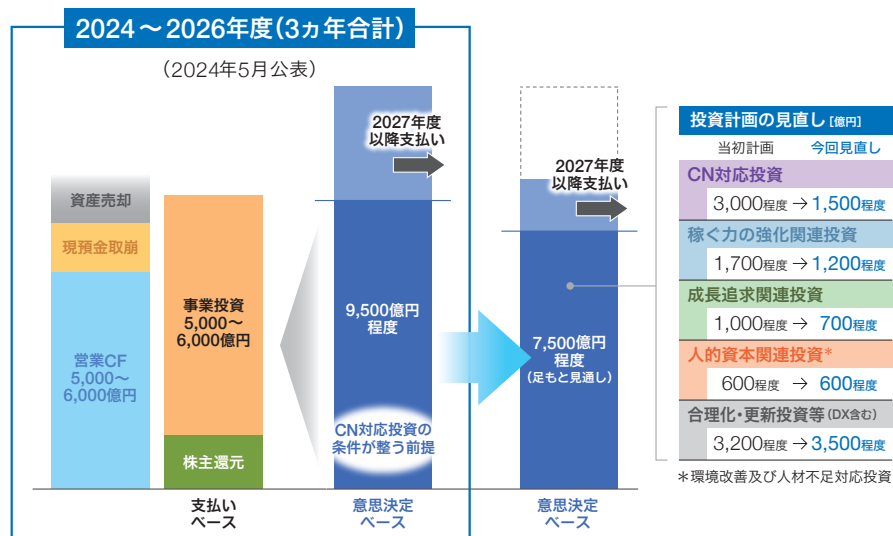 2024～2026年度(3ヵ年合計)
（2024年5月公表）
資産売却
現預金取崩
営業CF
5,000～
6,000億円
事業投資
5,000～
6,000億円
株主還元
支払い
ベース
2027年度
以降支払い
9,500億円
程度
CN対応投資の
条件が整う前提
意思決定
ベース
2027年度
以降支払い
7,500億円
程度
（足もと見通し）
意思決定
ベース
投資計画の見直し［億円］
当初計画 今回見直し
CN対応投資
3,000程度→1,500程度
稼ぐ力の強化関連投資
1,700程度→1,200程度
成長追求関連投資
1,000程度→ 700程度
人的資本関連投資＊
600程度 → 600程度
合理化・更新投資等（DX含む）
3,200程度→3,500程度
＊環境改善及び人材不足対応投資